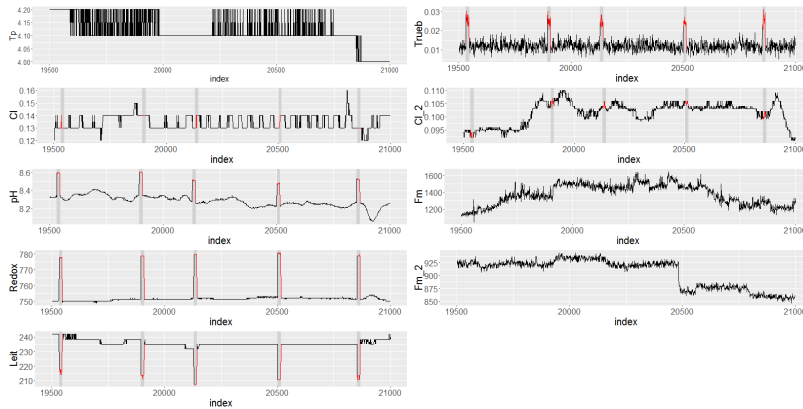 4.20
4.15
4.10
4.05
4.00
Tp
19500 20000 20500 21000
index
0.16
0.15
0.14
0.13
0.12
Cl
19500 20000 20500 21000
index
8.6
8.4
8.2
pH
19500 20000 20500 21000
index
780
770
760
750
Redox
19500 20000 20500 21000
index
240
230
220
210
Leit
19500 20000 20500 21000
index
0.03
0.02
0.01
Trueb
19500 20000 20500 21000
index
0.110
0.105
0.100
0.095
Cl_2
19500 20000 20500 21000
index
1600
1400
1200
Fm
19500 20000 20500 21000
index
925
900
875
850
Fm_2
19500 20000 20500 21000
index